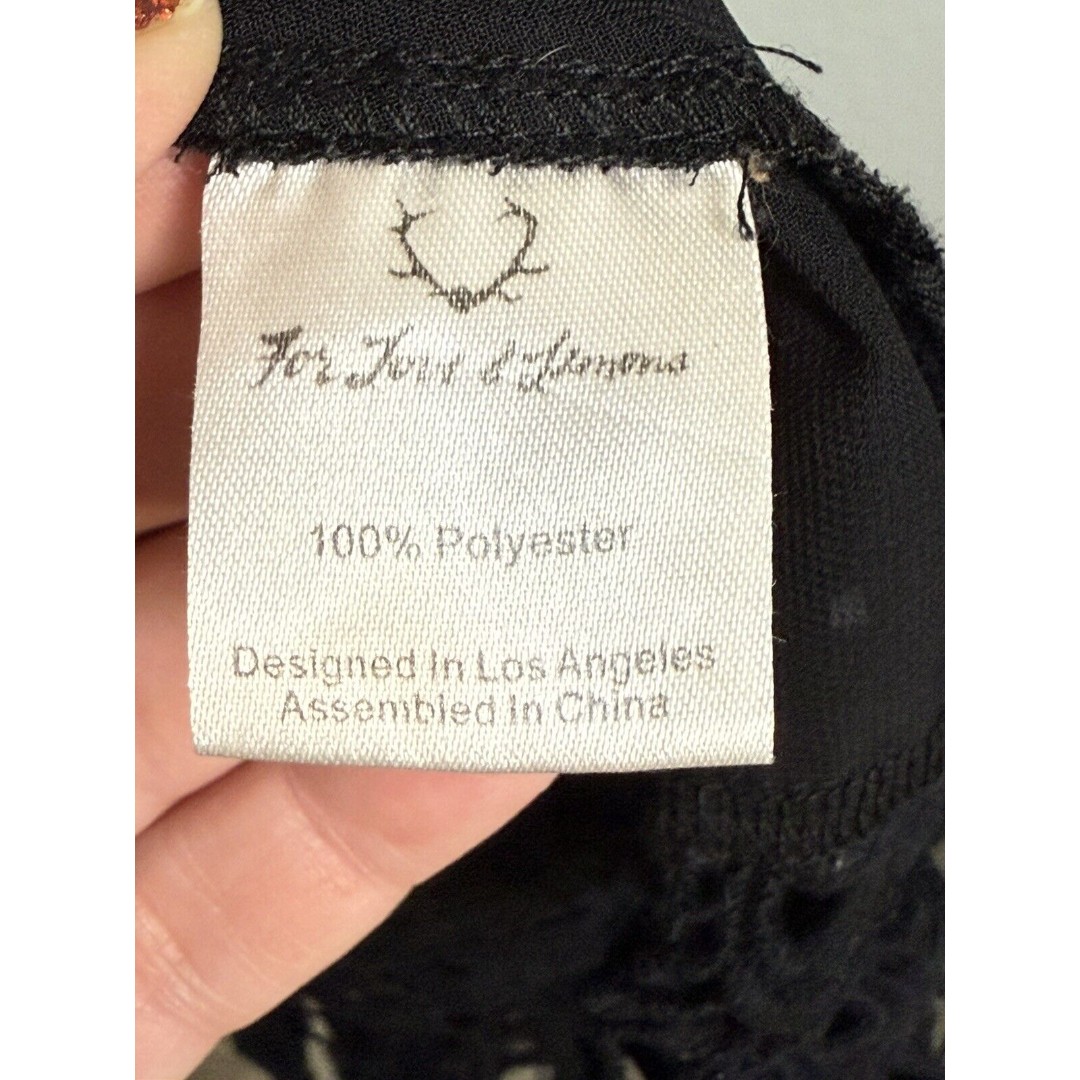 For Love & Lemons
100% Polyester
Designed In Los Angeles
Assembled In China